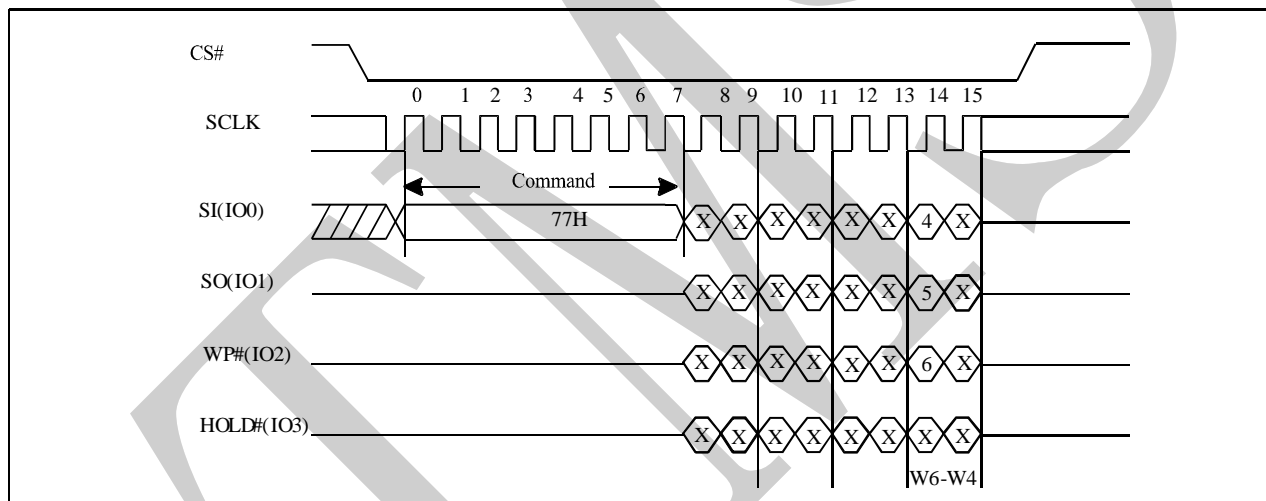 CS#
0 1 2 3 4 5 6 7 8 9 10 11 12 13 14 15
SCLK
Command
SI(IO0) 77H X X X X X X 4 X
SO(IO1) X X X X X X 5 X
WP#(IO2) X X X X X X 6 X
HOLD#(IO3) X X X X X X X X
W6-W4